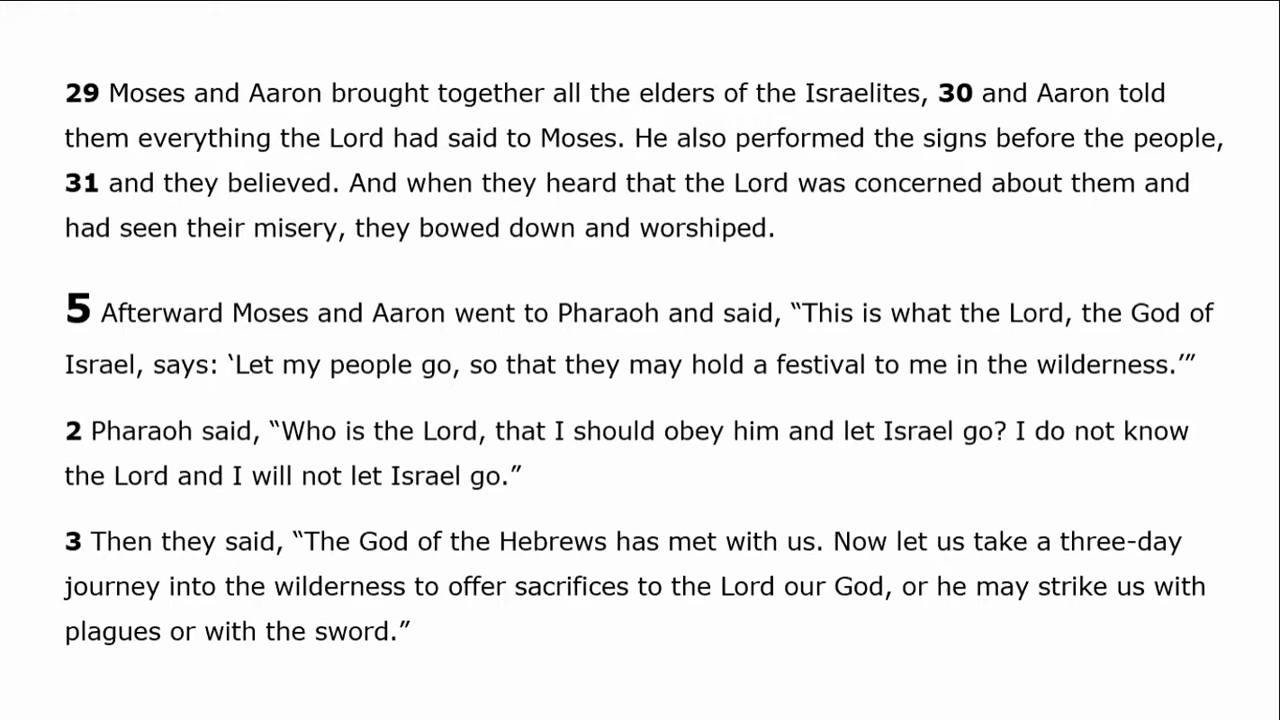 29 Moses and Aaron brought together all the elders of the Israelites, 30 and Aaron told
them everything the Lord had said to Moses. He also performed the signs before the people,
31 and they believed. And when they heard that the Lord was concerned about them and
had seen their misery, they bowed down and worshiped.
5 Afterward Moses and Aaron went to Pharaoh and said, “This is what the Lord, the God of
Israel, says: ‘Let my people go, so that they may hold a festival to me in the wilderness.’”
2 Pharaoh said, “Who is the Lord, that I should obey him and let Israel go? I do not know
the Lord and I will not let Israel go.”
3 Then they said, “The God of the Hebrews has met with us. Now let us take a three-day
journey into the wilderness to offer sacrifices to the Lord our God, or he may strike us with
plagues or with the sword.”